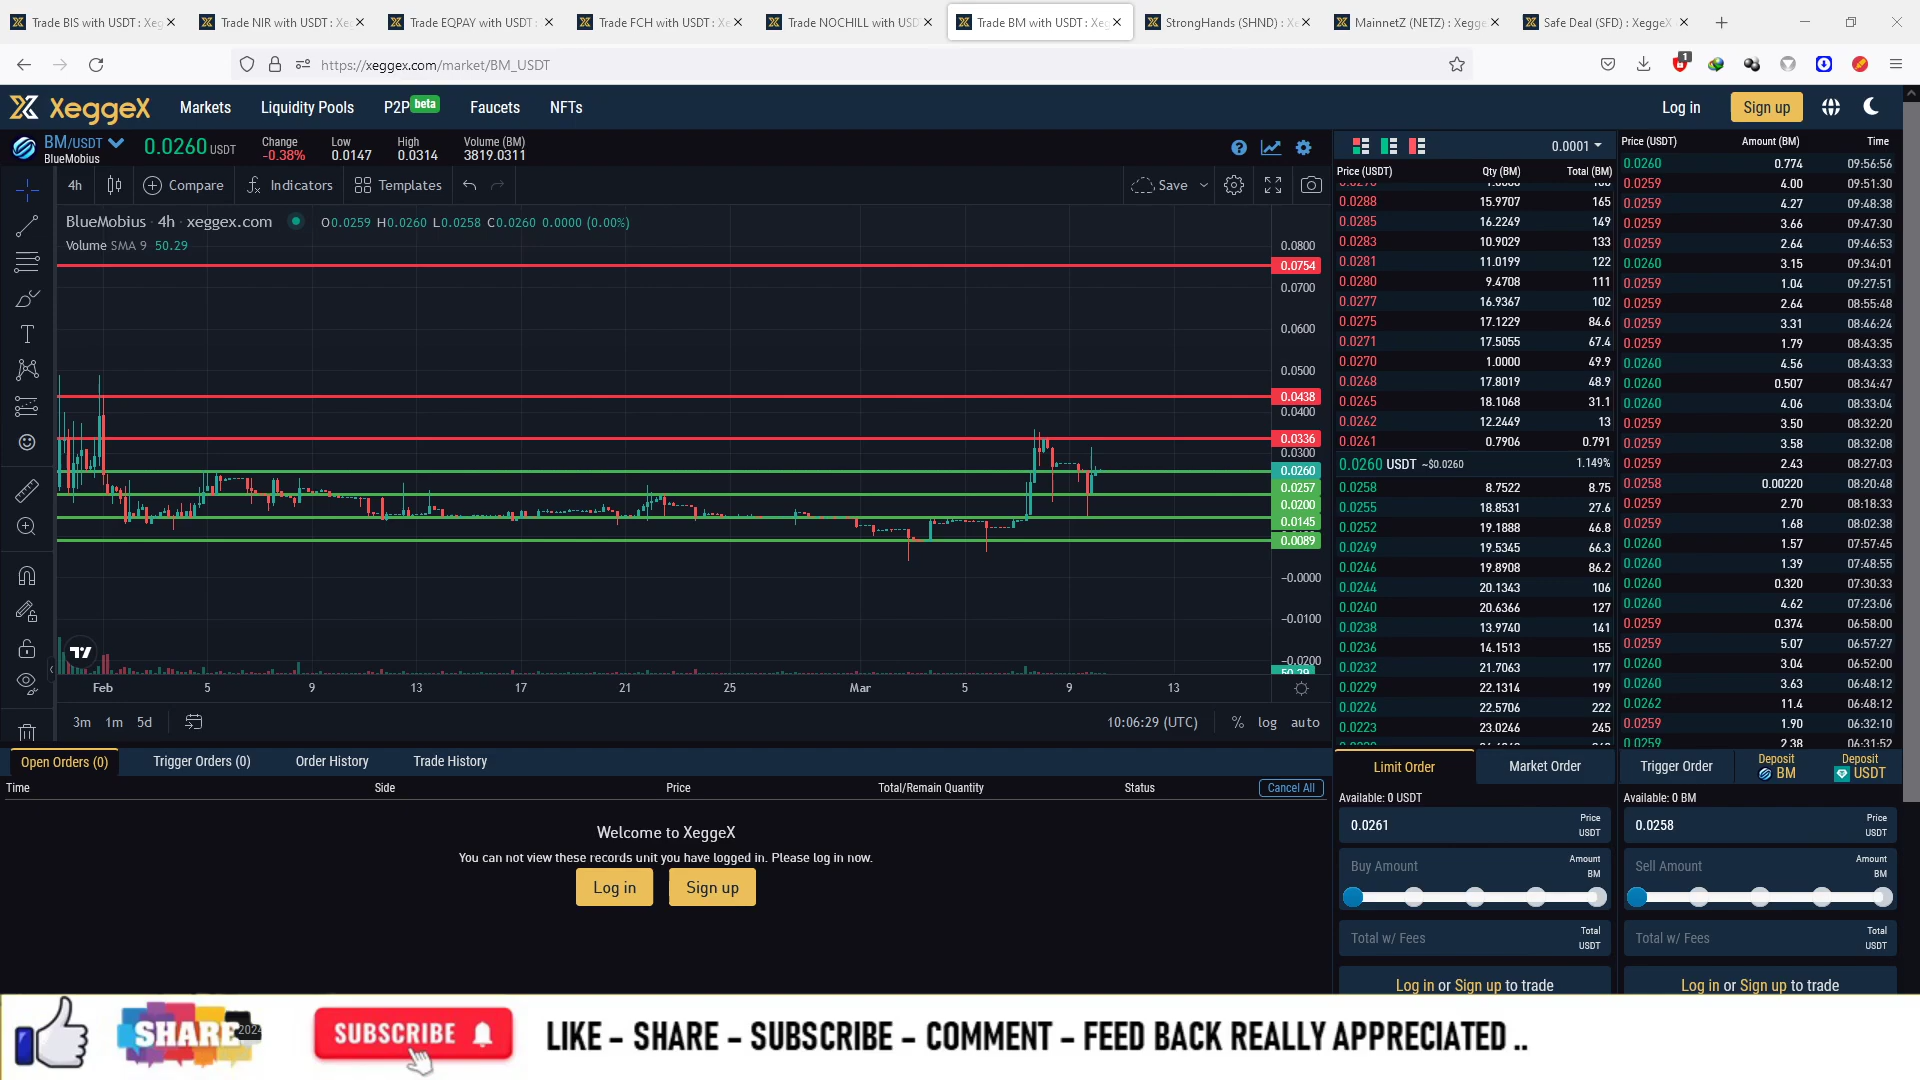 Trade BIS with USDT : Xeg
Trade NIR with USDT : Xe
Trade EQPAY with USDT :
Trade FCH with USDT : Xe
Trade NOCHILL with USDT
Trade BM with USDT : Xeg
StrongHands (SHND) : Xe
MainnetZ (NETZ) : Xegge
Safe Deal (SFD) : XeggeX
https://xeggex.com/market/BM_USDT
1
XeggeX
Markets
Liquidity Pools
P2P beta
Faucets
NFTs
Log in
Sign up
BM/USDT
BlueMobius
0.0260 USDT
Change
-0.38%
Low
0.0147
High
0.0314
Volume (BM)
3819.0311
4h
Compare
Indicators
Templates
Save
BlueMobius · 4h · xeggex.com
O0.0259 H0.0260 L0.0258 C0.0260 0.0000 (0.00%)
Volume SMA 9 50.29
0.0800
0.0754
0.0700
0.0600
0.0500
0.0438
0.0400
0.0336
0.0300
0.0260
0.0257
0.0200
0.0145
0.0089
−0.0000
−0.0100
−0.0200
50.29
Feb 5 9 13 17 21 25 Mar 5 9 13
3m 1m 5d
10:06:29 (UTC)
% log auto
0.0001
Price (USDT) Qty (BM) Total (BM)
0.0288 15.9707 165
0.0285 16.2249 149
0.0283 10.9029 133
0.0281 11.0199 122
0.0280 9.4708 111
0.0277 16.9367 102
0.0275 17.1229 84.6
0.0271 17.5055 67.4
0.0270 1.0000 49.9
0.0268 17.8019 48.9
0.0265 18.1068 31.1
0.0262 12.2449 13
0.0261 0.7906 0.791
0.0260 USDT ~$0.0260 1.149%
0.0258 8.7522 8.75
0.0255 18.8531 27.6
0.0252 19.1888 46.8
0.0249 19.5345 66.3
0.0246 19.8908 86.2
0.0244 20.1343 106
0.0240 20.6366 127
0.0238 13.9740 141
0.0236 14.1513 155
0.0232 21.7063 177
0.0229 22.1314 199
0.0226 22.5706 222
0.0223 23.0246 245
Price (USDT) Amount (BM) Time
0.0260 0.774 09:56:56
0.0259 4.00 09:51:30
0.0259 4.27 09:48:38
0.0259 3.66 09:47:30
0.0259 2.64 09:46:53
0.0260 3.15 09:34:01
0.0259 1.04 09:27:51
0.0259 2.64 08:55:48
0.0259 3.31 08:46:24
0.0259 1.79 08:43:35
0.0260 4.56 08:43:33
0.0260 0.507 08:34:47
0.0260 4.06 08:33:04
0.0259 3.50 08:32:20
0.0259 3.58 08:32:08
0.0259 2.43 08:27:03
0.0258 0.00220 08:20:48
0.0259 2.70 08:18:33
0.0259 1.68 08:02:38
0.0260 1.57 07:57:45
0.0260 1.39 07:48:55
0.0260 0.320 07:30:33
0.0260 4.62 07:23:06
0.0259 0.374 06:58:00
0.0259 5.07 06:57:27
0.0260 3.04 06:52:00
0.0260 3.63 06:48:12
0.0262 11.4 06:48:12
0.0259 1.90 06:32:10
0.0259 2.38 06:31:52
Open Orders (0)
Trigger Orders (0)
Order History
Trade History
Time Side Price Total/Remain Quantity Status Cancel All
Welcome to XeggeX
You can not view these records unit you have logged in. Please log in now.
Log in
Sign up
Limit Order
Market Order
Trigger Order
Deposit
BM
Deposit
USDT
Available: 0 USDT
0.0261 Price
USDT
Buy Amount Amount
BM
Total w/ Fees Total
USDT
Log in or Sign up to trade
Available: 0 BM
0.0258 Price
USDT
Sell Amount Amount
BM
Total w/ Fees Total
USDT
Log in or Sign up to trade
SHARE
2024
SUBSCRIBE
LIKE – SHARE – SUBSCRIBE – COMMENT – FEED BACK REALLY APPRECIATED ..